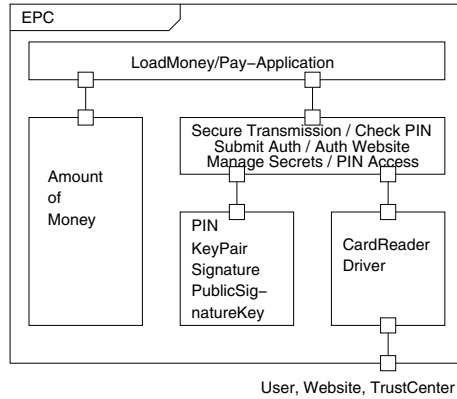 EPC
LoadMoney/Pay−Application
Secure Transmission / Check PIN
Submit Auth / Auth Website
Manage Secrets / PIN Access
Amount
of
Money
PIN
KeyPair
Signature
PublicSig−
natureKey
CardReader
Driver
User, Website, TrustCenter